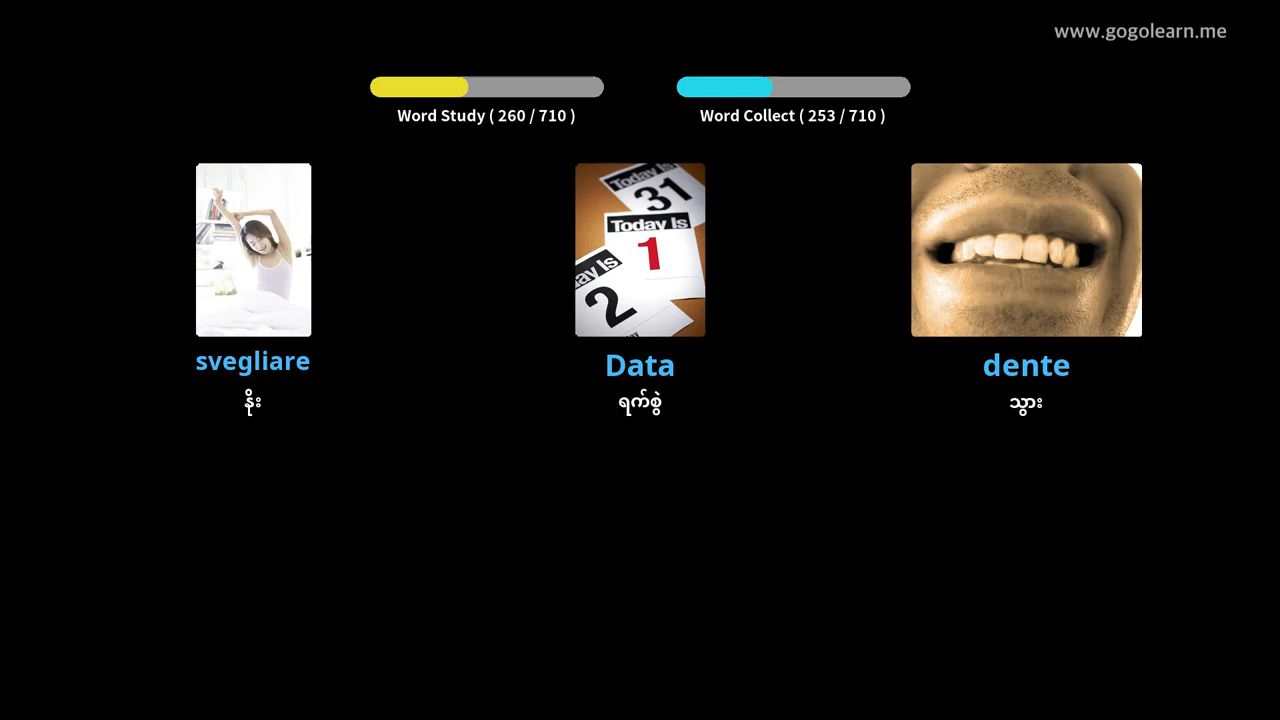 www.gogolearn.me
Word Study ( 260 / 710 )
Word Collect ( 253 / 710 )
Today Is
31
Today Is
1
ay Is
2
svegliare
Data
dente
နိုး
ရက်စွဲ
သွား